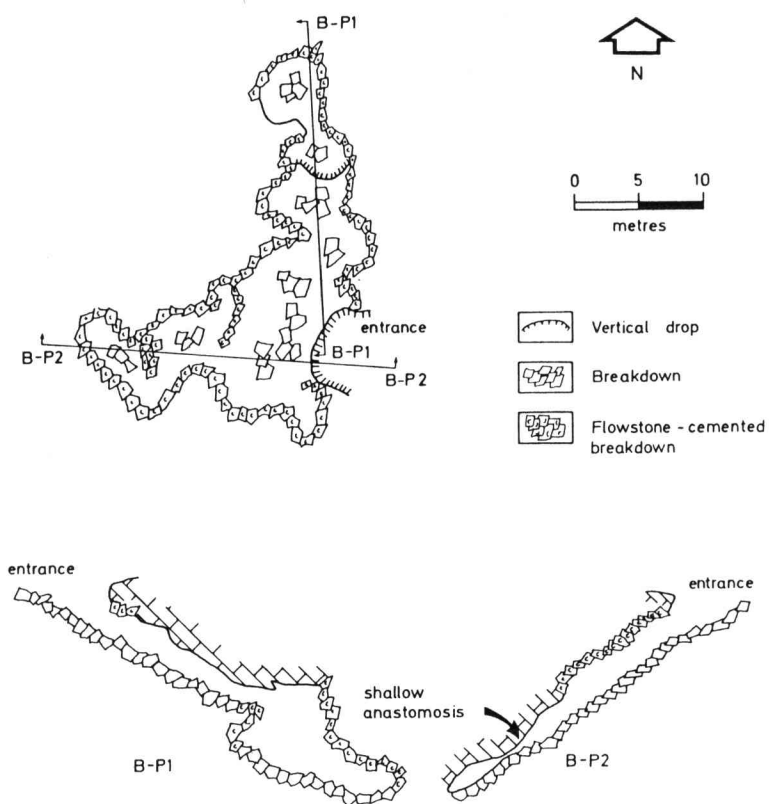 B-P1
N
0 5 10
metres
entrance
B-P1
B-P2
B-P2
Vertical drop
Breakdown
Flowstone - cemented
breakdown
entrance
entrance
shallow
anastomosis
B-P1
B-P2